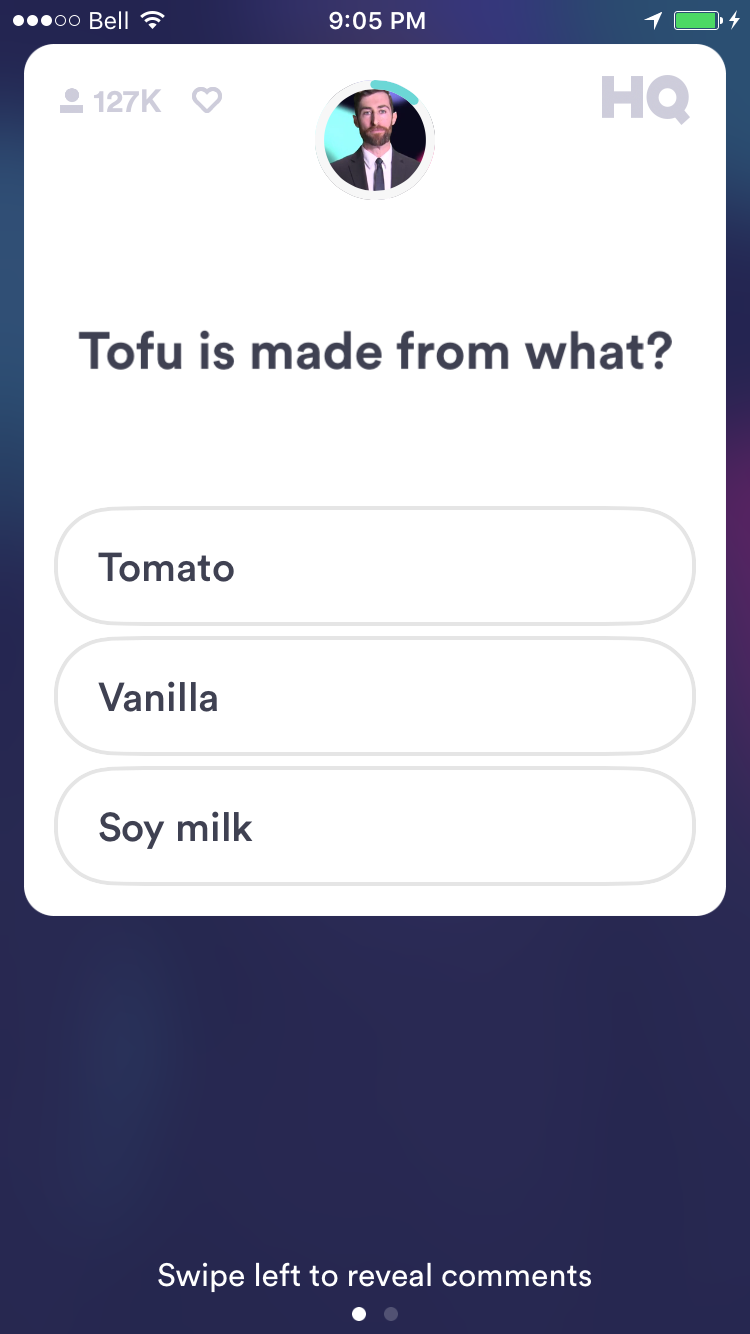 Bell 9:05 PM
127K HQ
Tofu is made from what?
Tomato
Vanilla
Soy milk
Swipe left to reveal comments